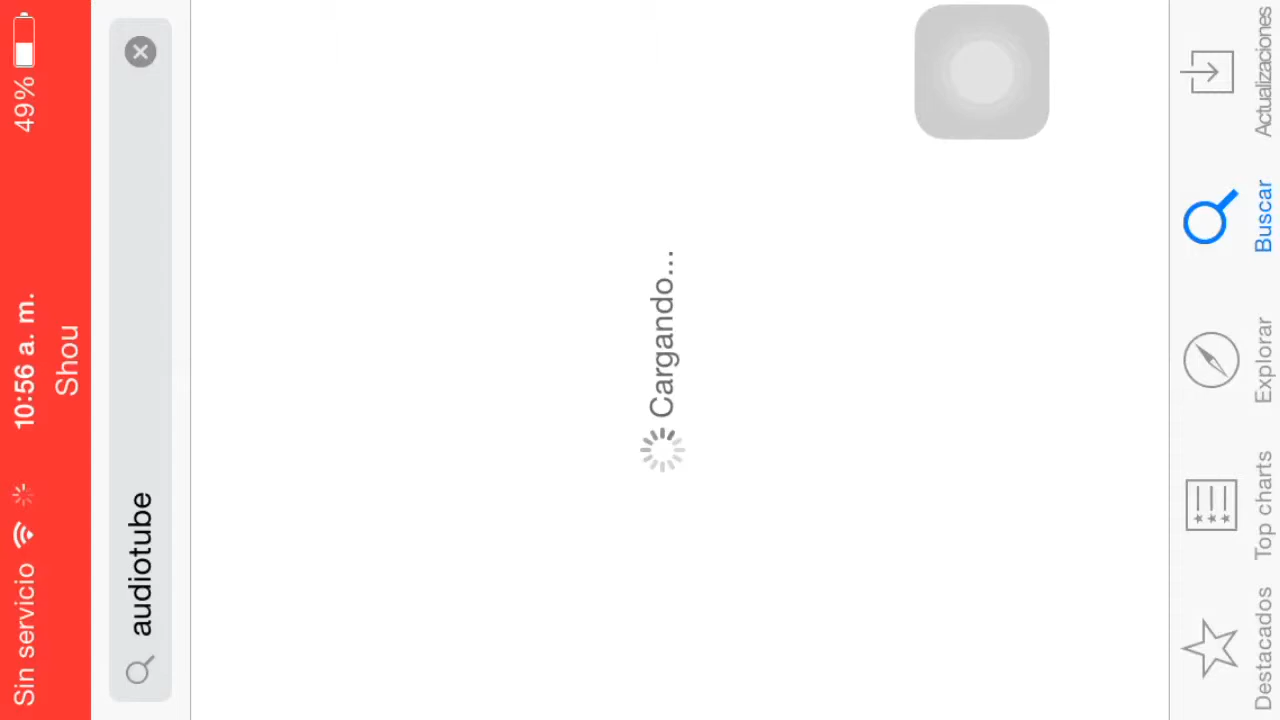 Sin servicio 10:56 a. m. 49%
Shou
audiotube
Cargando...
Destacados Top charts Explorar Buscar Actualizaciones